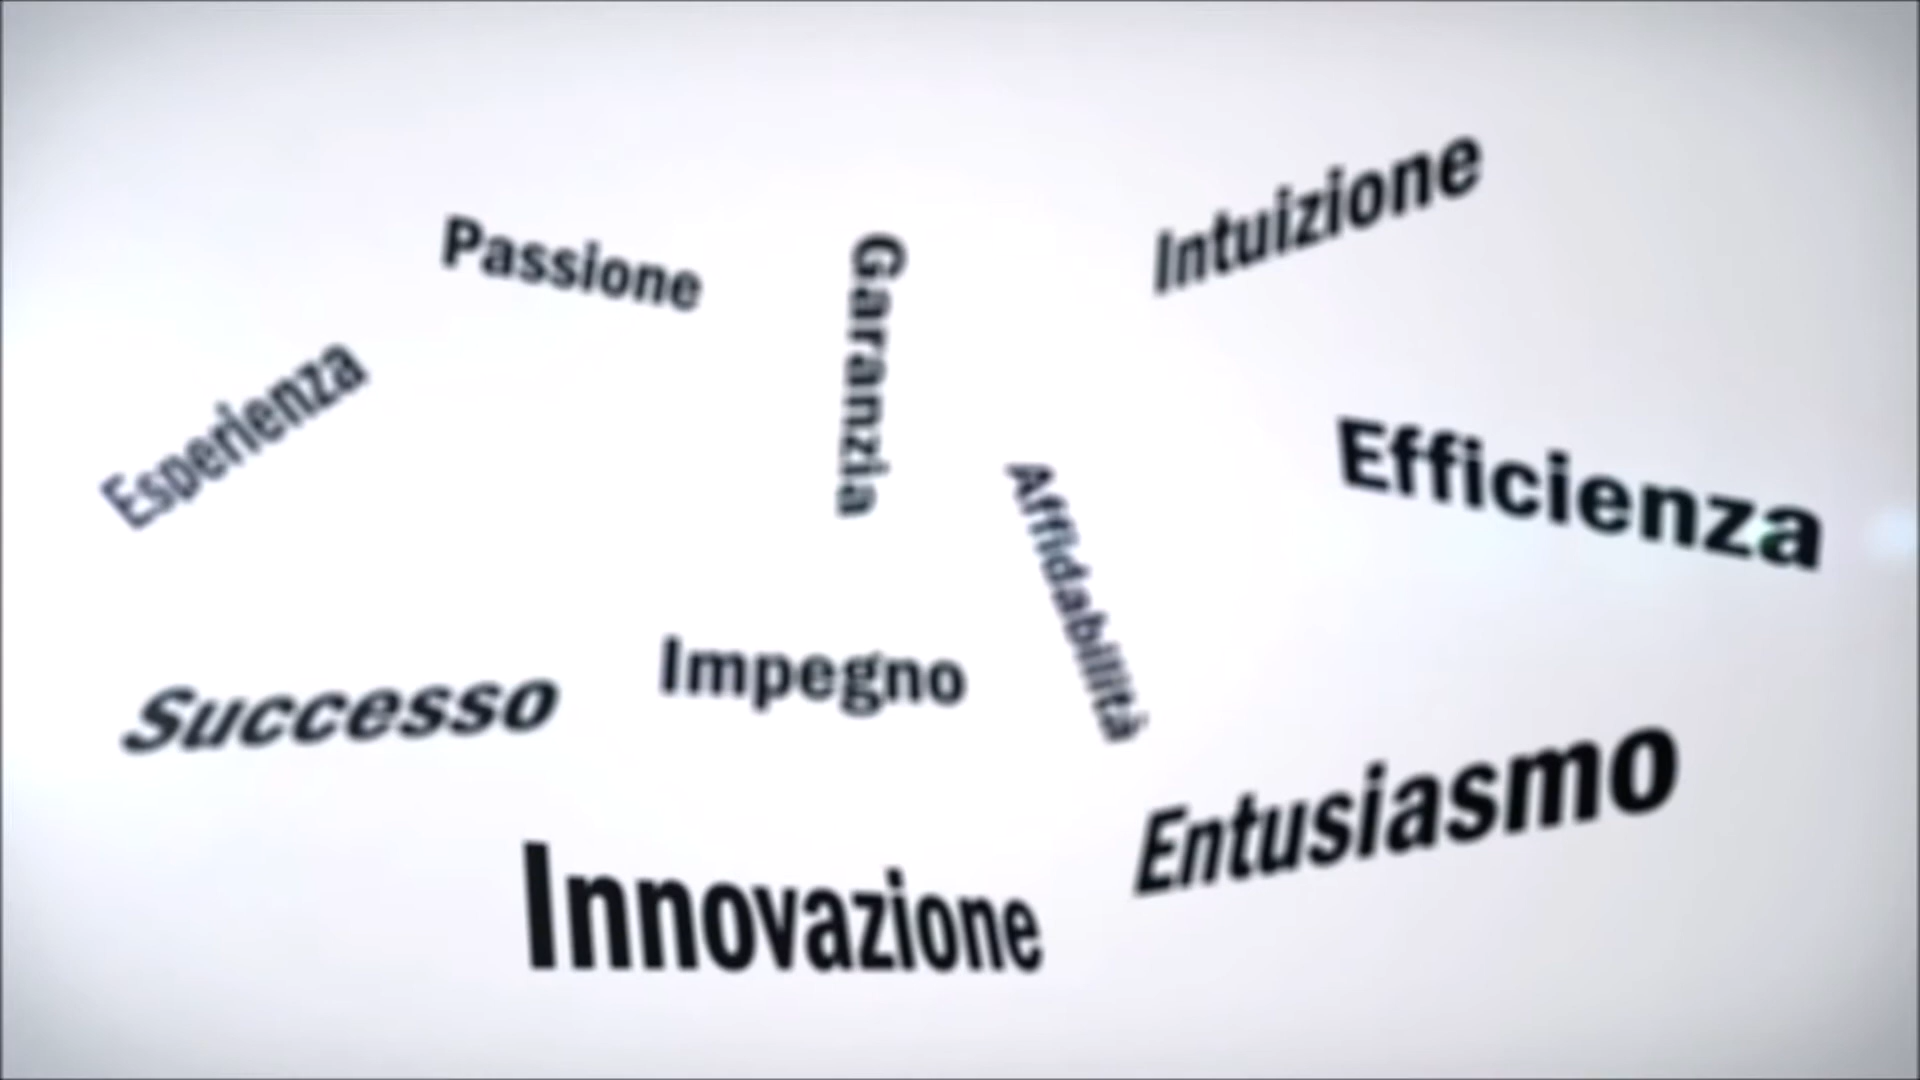 Intuizione
Passione
Garanzia
Esperienza
Efficienza
Affidabilità
Impegno
Successo
Entusiasmo
Innovazione